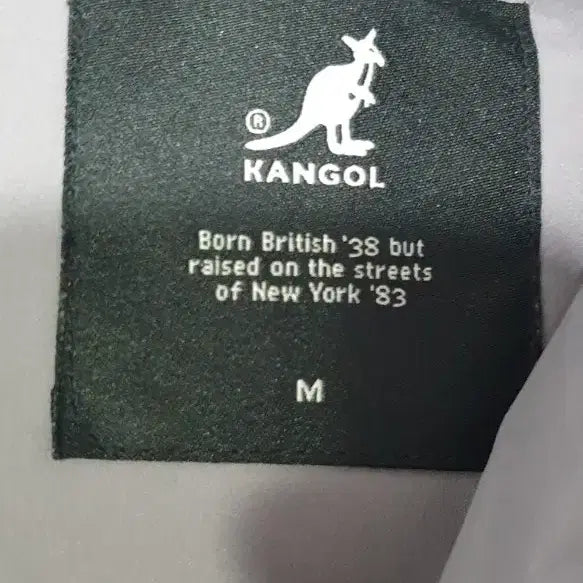 ®
KANGOL
Born British '38 but
raised on the streets
of New York '83
M